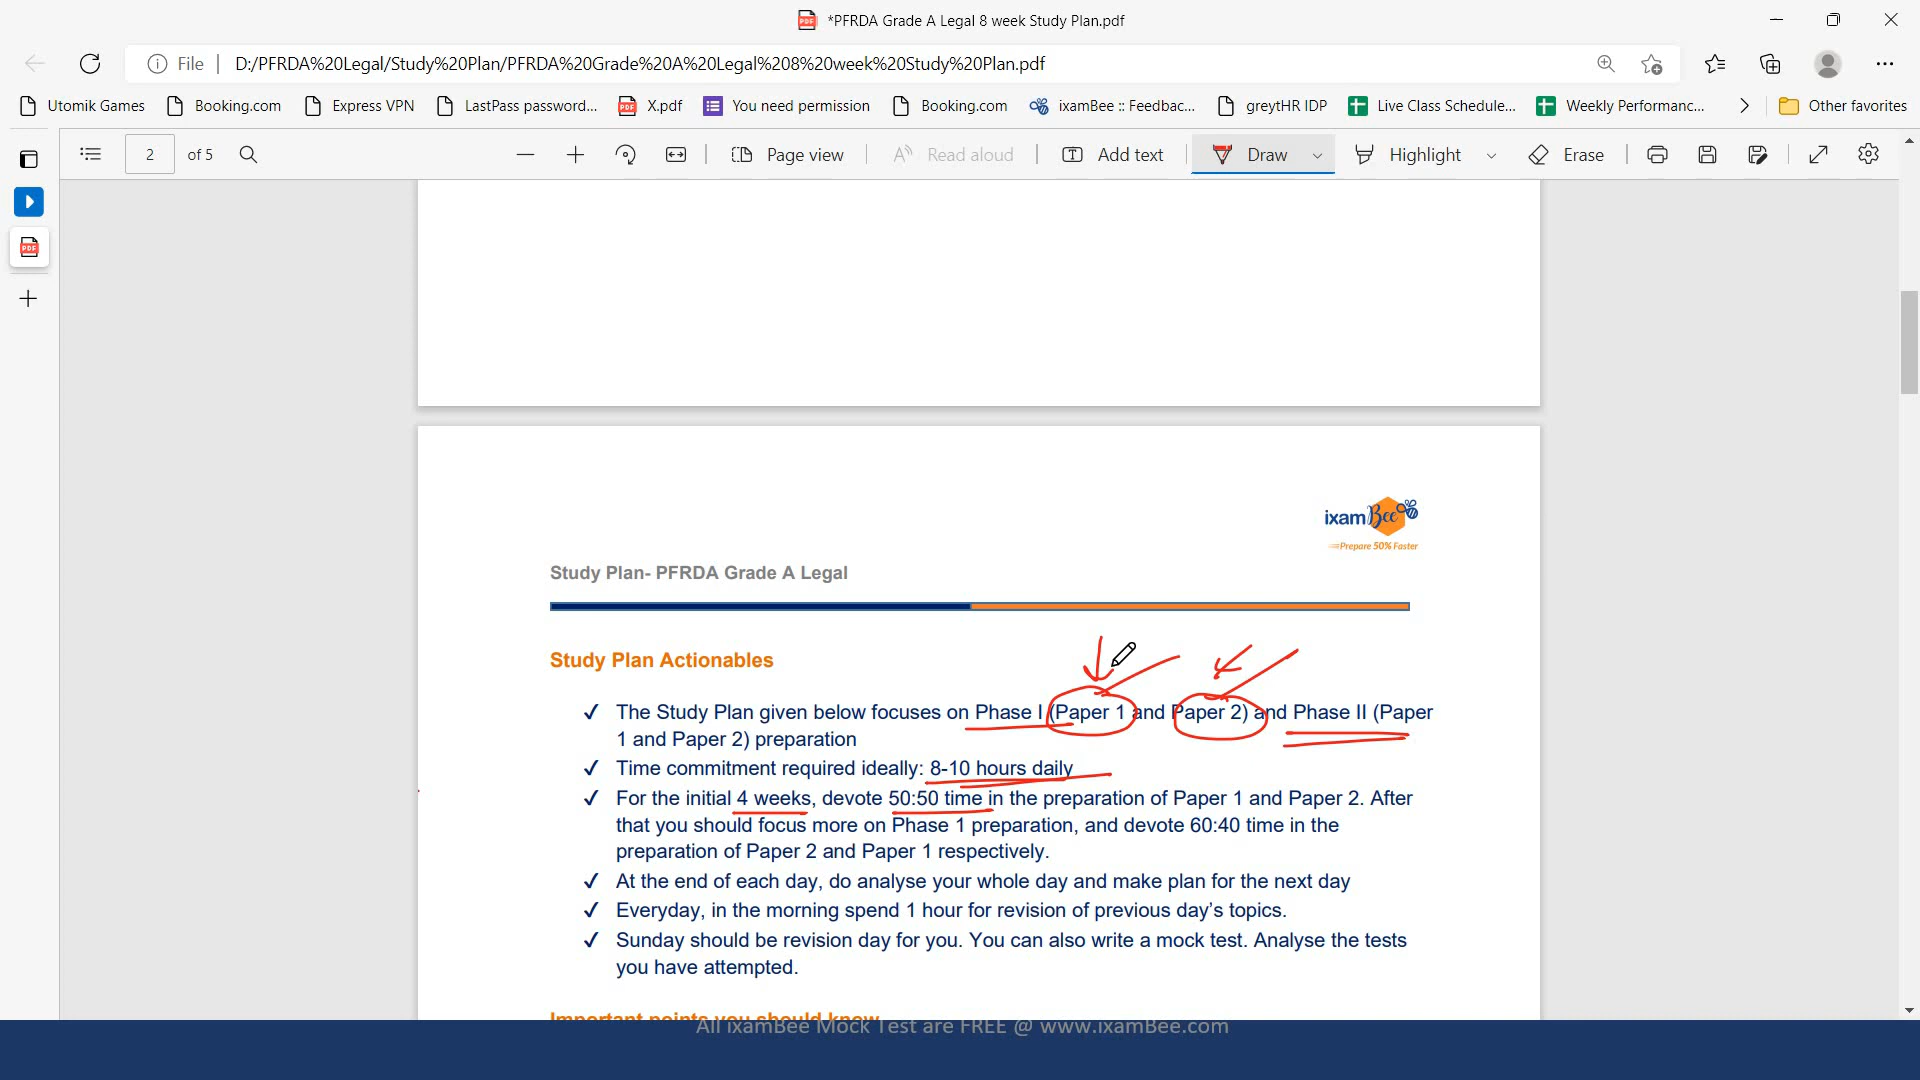 *PFRDA Grade A Legal 8 week Study Plan.pdf
File
D:/PFRDA%20Legal/Study%20Plan/PFRDA%20Grade%20A%20Legal%208%20week%20Study%20Plan.pdf
Utomik Games Booking.com Express VPN LastPass password... X.pdf You need permission Booking.com ixamBee :: Feedbac... greytHR IDP Live Class Schedule... Weekly Performanc... Other favorites
2 of 5 Page view Read aloud Add text Draw Highlight Erase
ixamBee
Prepare 50% Faster
Study Plan- PFRDA Grade A Legal
Study Plan Actionables
✓ The Study Plan given below focuses on Phase I (Paper 1 and Paper 2) and Phase II (Paper
1 and Paper 2) preparation
✓ Time commitment required ideally: 8-10 hours daily
✓ For the initial 4 weeks, devote 50:50 time in the preparation of Paper 1 and Paper 2. After
that you should focus more on Phase 1 preparation, and devote 60:40 time in the
preparation of Paper 2 and Paper 1 respectively.
✓ At the end of each day, do analyse your whole day and make plan for the next day
✓ Everyday, in the morning spend 1 hour for revision of previous day's topics.
✓ Sunday should be revision day for you. You can also write a mock test. Analyse the tests
you have attempted.
Important points you should know
All ixamBee Mock Test are FREE @ www.ixamBee.com